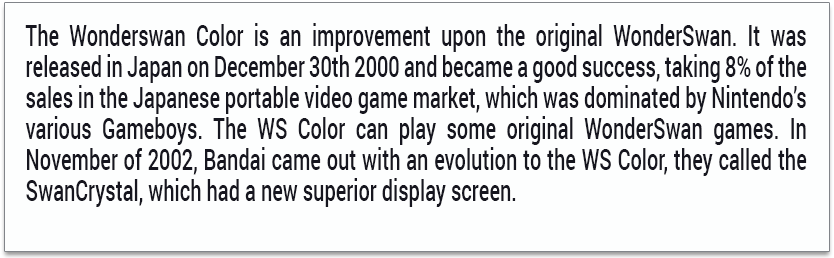 The Wonderswan Color is an improvement upon the original WonderSwan. It was
released in Japan on December 30th 2000 and became a good success, taking 8% of the
sales in the Japanese portable video game market, which was dominated by Nintendo's
various Gameboys. The WS Color can play some original WonderSwan games. In
November of 2002, Bandai came out with an evolution to the WS Color, they called the
SwanCrystal, which had a new superior display screen.